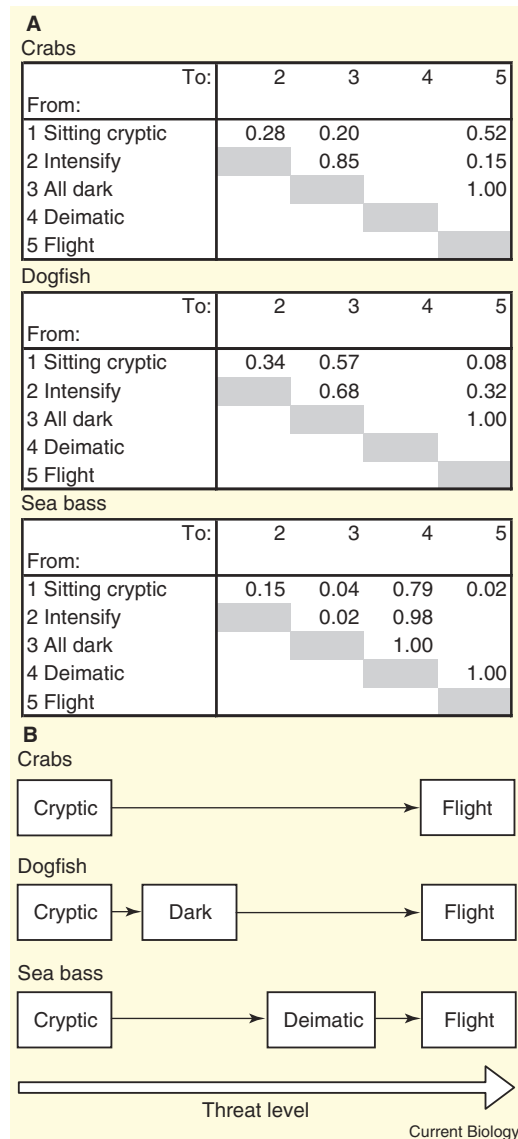 A
Crabs
To: 2 3 4 5
From:
1 Sitting cryptic 0.28 0.20 0.52
2 Intensify 0.85 0.15
3 All dark 1.00
4 Deimatic
5 Flight
Dogfish
To: 2 3 4 5
From:
1 Sitting cryptic 0.34 0.57 0.08
2 Intensify 0.68 0.32
3 All dark 1.00
4 Deimatic
5 Flight
Sea bass
To: 2 3 4 5
From:
1 Sitting cryptic 0.15 0.04 0.79 0.02
2 Intensify 0.02 0.98
3 All dark 1.00
4 Deimatic 1.00
5 Flight
B
Crabs
Cryptic Flight
Dogfish
Cryptic Dark Flight
Sea bass
Cryptic Deimatic Flight
Threat level
Current Biology